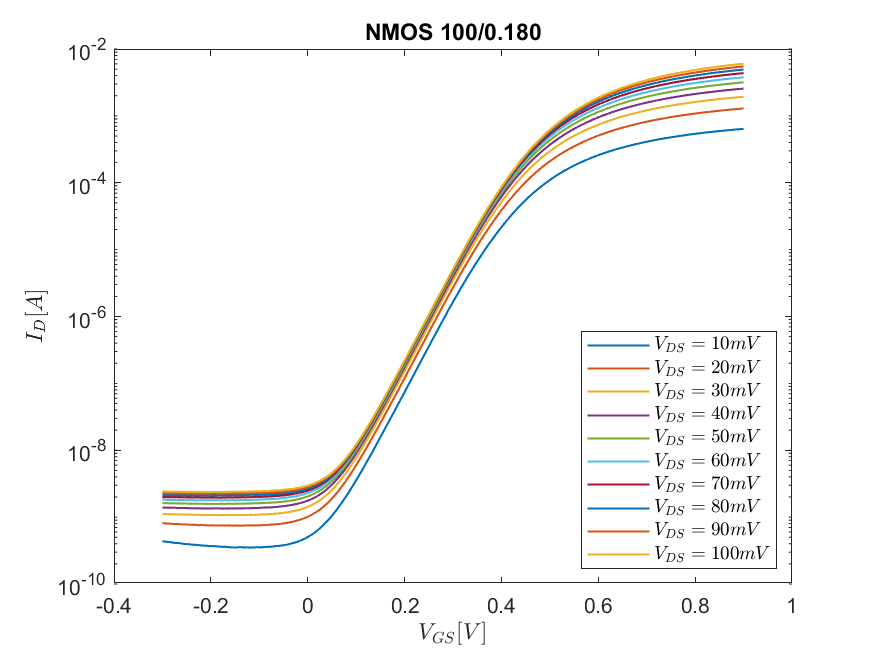 NMOS 100/0.180
10^-2
10^-4
10^-6
10^-8
10^-10
I_D[A]
-0.4 -0.2 0 0.2 0.4 0.6 0.8 1
V_GS[V]
V_DS = 10mV
V_DS = 20mV
V_DS = 30mV
V_DS = 40mV
V_DS = 50mV
V_DS = 60mV
V_DS = 70mV
V_DS = 80mV
V_DS = 90mV
V_DS = 100mV